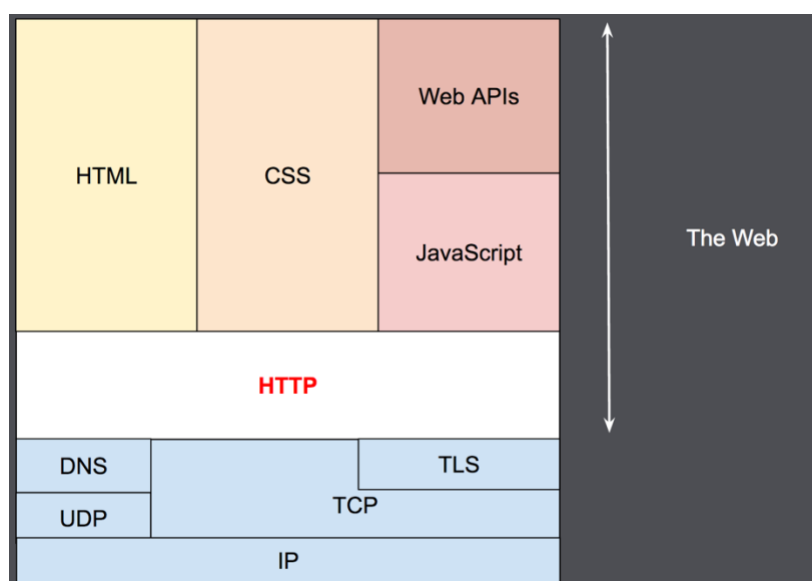 Web APIs
HTML
CSS
JavaScript
The Web
HTTP
DNS
TLS
TCP
UDP
IP